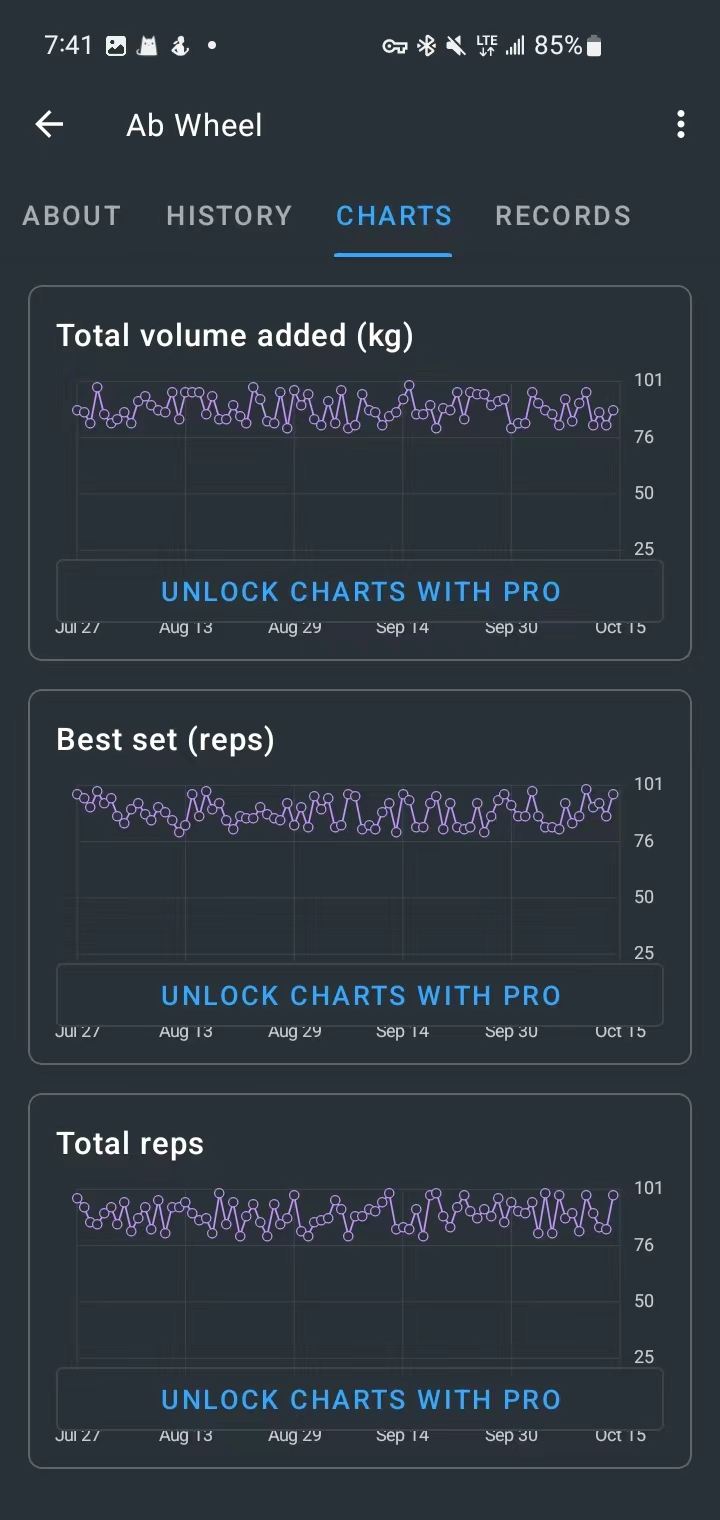 7:41 LTE 85%
Ab Wheel
ABOUT HISTORY CHARTS RECORDS
Total volume added (kg)
101
76
50
25
UNLOCK CHARTS WITH PRO
Jul 27 Aug 13 Aug 29 Sep 14 Sep 30 Oct 15
Best set (reps)
101
76
50
25
UNLOCK CHARTS WITH PRO
Jul 27 Aug 13 Aug 29 Sep 14 Sep 30 Oct 15
Total reps
101
76
50
25
UNLOCK CHARTS WITH PRO
Jul 27 Aug 13 Aug 29 Sep 14 Sep 30 Oct 15